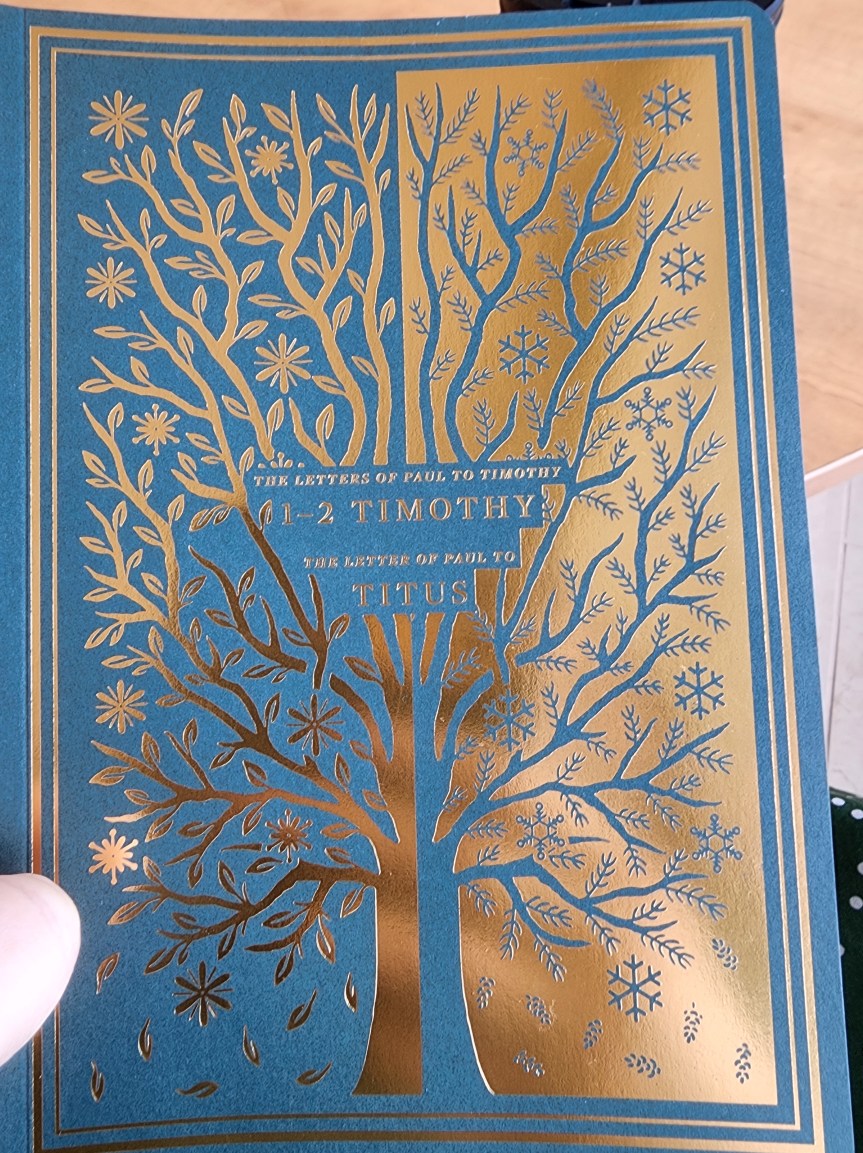 THE LETTERS OF PAUL TO TIMOTHY
1–2 TIMOTHY
THE LETTER OF PAUL TO
TITUS